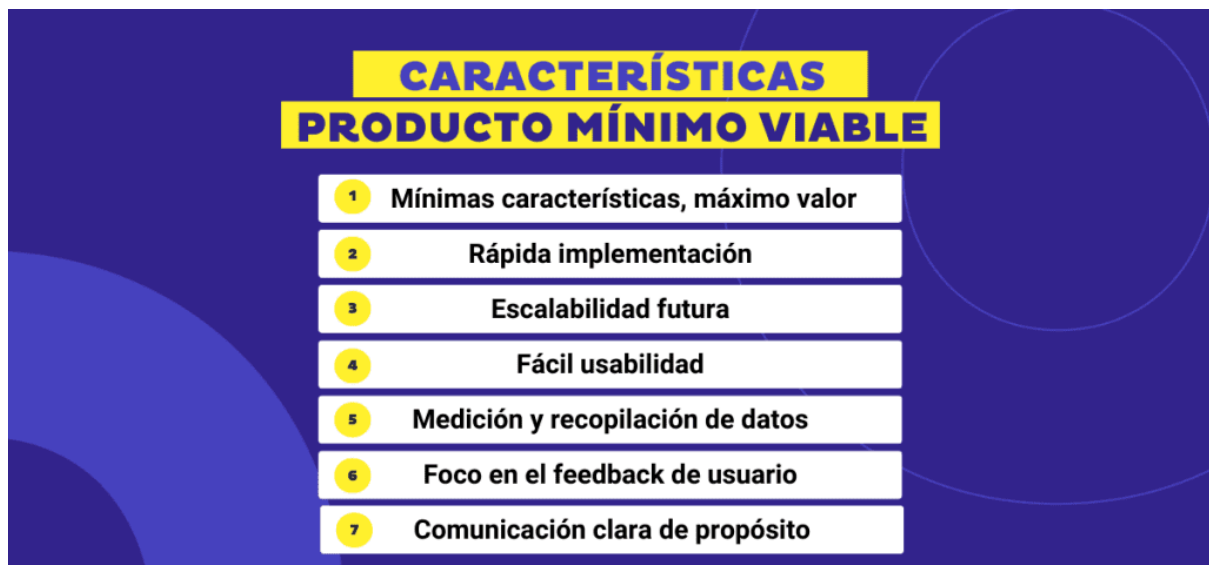 CARACTERÍSTICAS
PRODUCTO MÍNIMO VIABLE
1 Mínimas características, máximo valor
2 Rápida implementación
3 Escalabilidad futura
4 Fácil usabilidad
5 Medición y recopilación de datos
6 Foco en el feedback de usuario
7 Comunicación clara de propósito